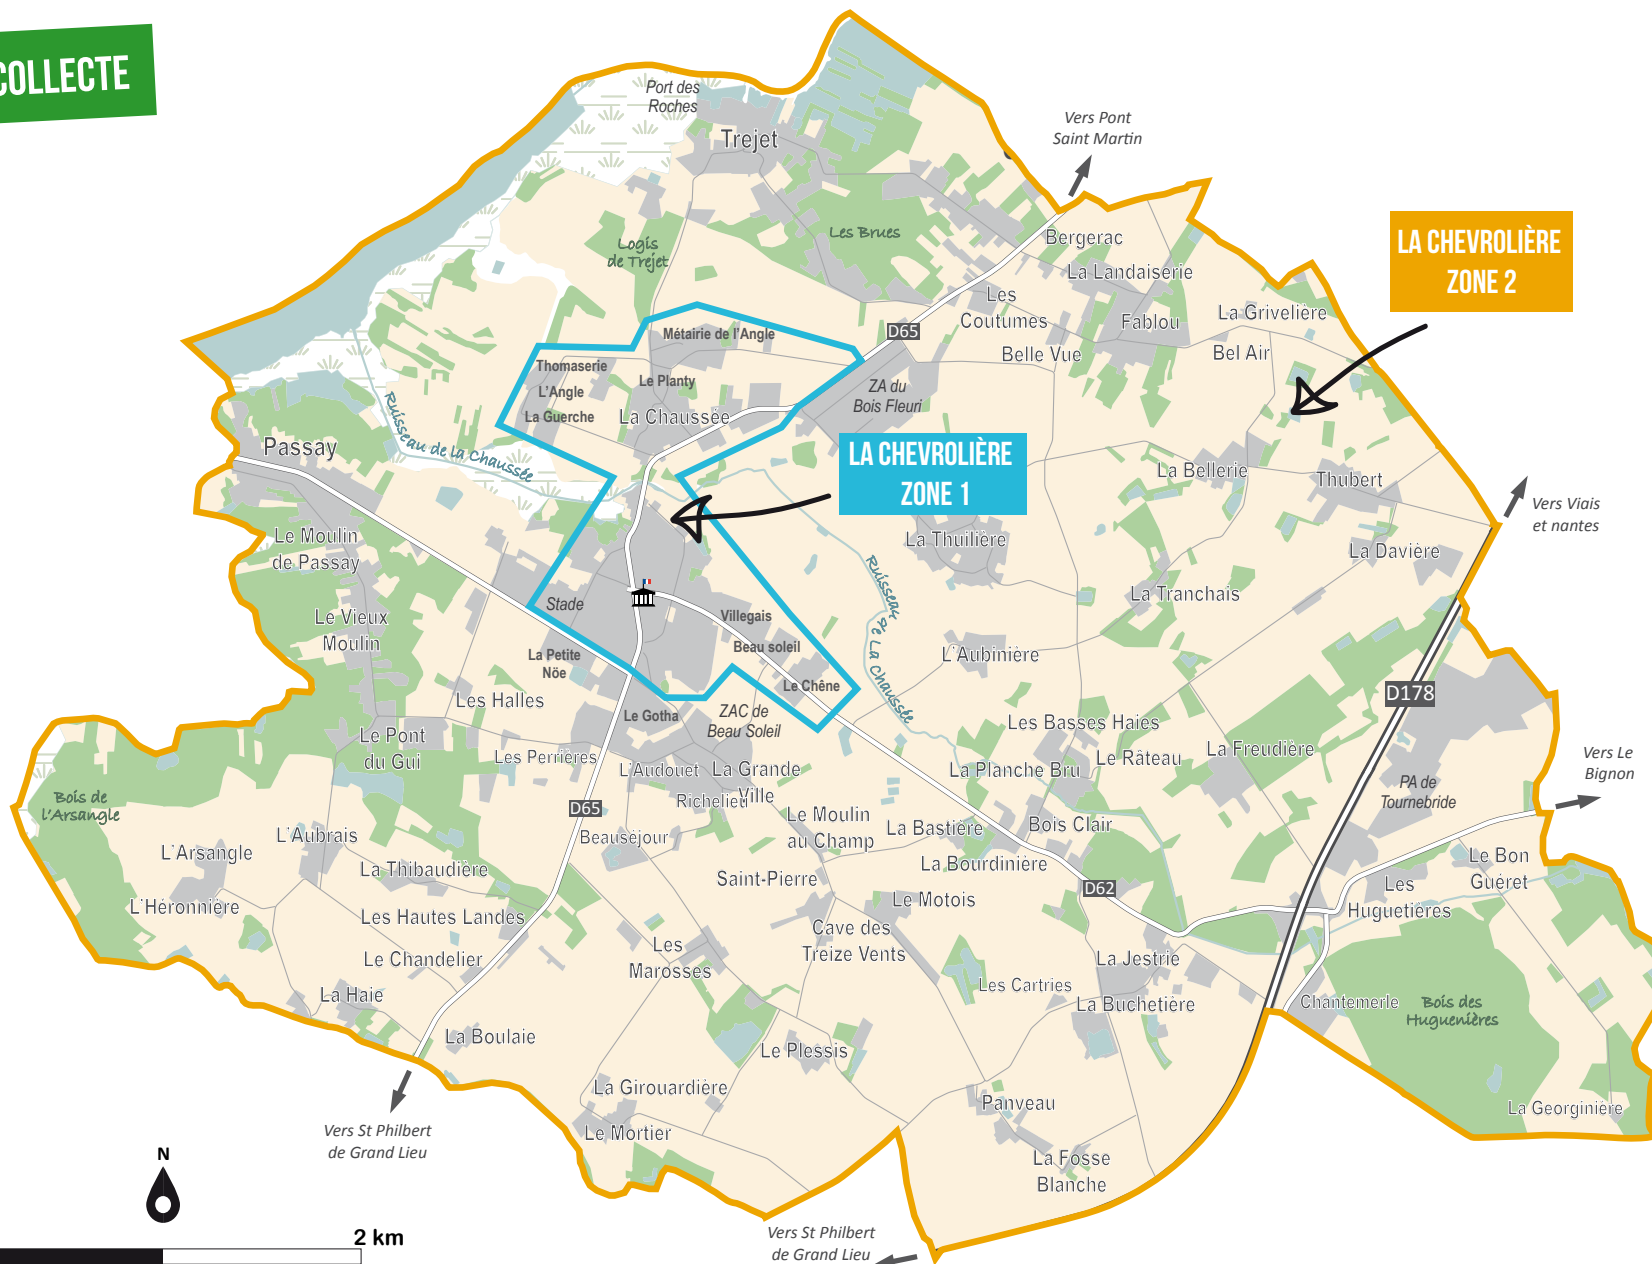 COLLECTE
Port des
Roches
Trejet
Vers Pont
Saint Martin
Les Brues
Logis
de Trejet
Bergerac
La Landaiserie
LA CHEVROLIÈRE
ZONE 2
Les
Coutumes
Fablou
La Grivelière
D65
Métairie de l'Angle
Belle Vue
Bel Air
Thomaserie
L'Angle
La Guerche
Le Planty
La Chaussée
ZA du
Bois Fleuri
Ruisseau de la Chaussée
Passay
LA CHEVROLIÈRE
ZONE 1
La Bellerie
Thubert
Vers Viais
et nantes
Le Moulin
de Passay
La Thuilière
La Davière
Ruisseau de La Chaussée
La Tranchais
Stade
Le Vieux
Moulin
Villegais
Beau soleil
La Petite
Nöe
L'Aubinière
Le Chêne
D178
Les Halles
Le Gotha
ZAC de
Beau Soleil
Les Basses Haies
Le Pont
du Gui
Les Perrières
L'Audouet
La Grande
Ville
Richelieu
La Planche Bru
Le Râteau
La Freudière
Vers Le
Bignon
PA de
Tournebride
Bois de
l'Arsangle
D65
Beauséjour
Le Moulin
au Champ
La Bastière
Bois Clair
L'Aubrais
L'Arsangle
La Thibaudière
La Bourdinière
Le Bon
Guéret
Saint-Pierre
D62
Les
Huguetières
L'Héronnière
Les Hautes Landes
Le Motois
Cave des
Treize Vents
Les
Marosses
Le Chandelier
La Jestrie
Les Cartries
La Haie
La Buchetière
Chantemerle
Bois des
Huguenières
La Boulaie
Le Plessis
La Girouardière
Panveau
La Georginière
Vers St Philbert
de Grand Lieu
Le Mortier
La Fosse
Blanche
N
2 km
Vers St Philbert
de Grand Lieu